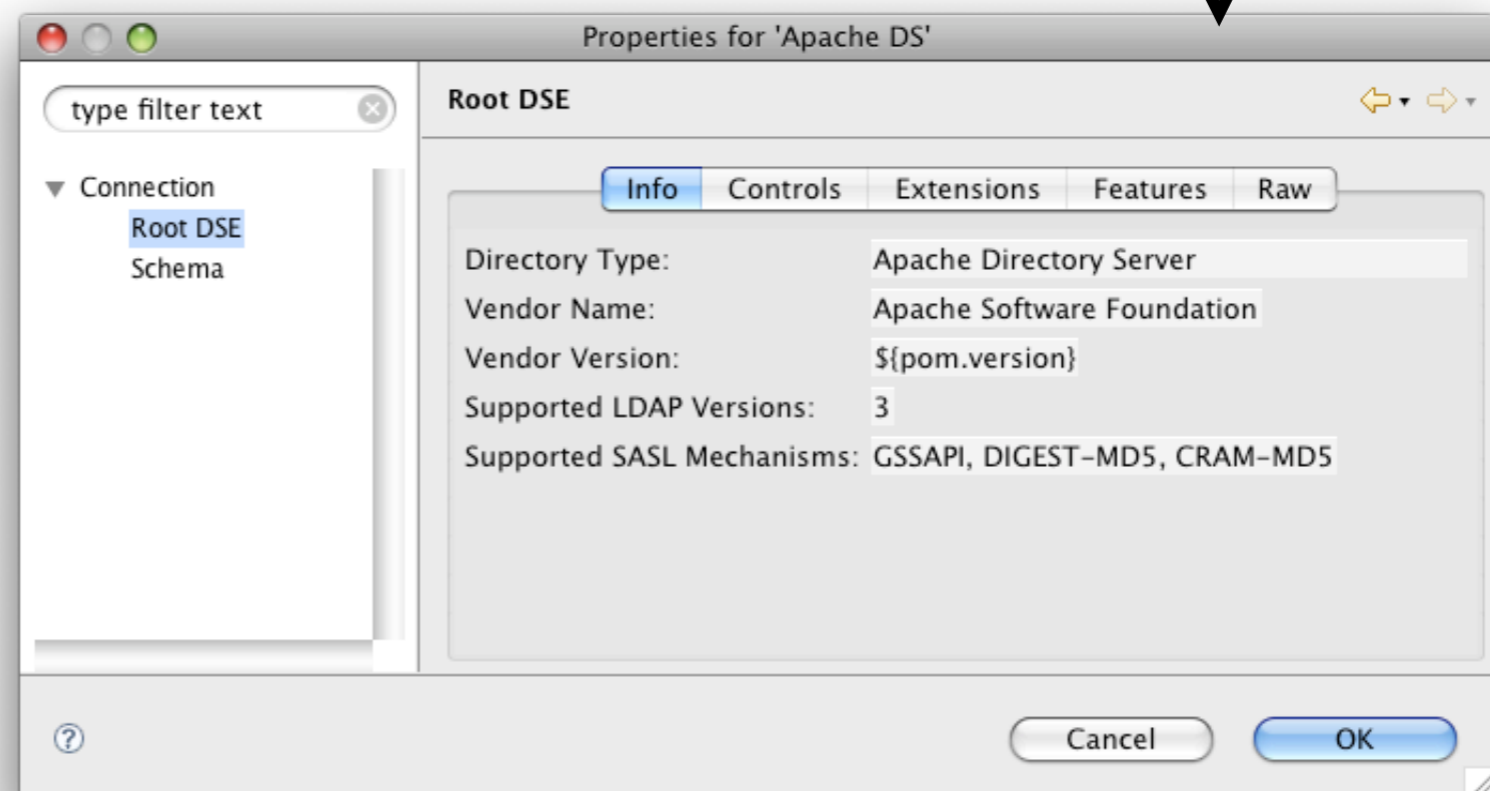 Properties for 'Apache DS'
type filter text
Connection
Root DSE
Schema
Root DSE
Info Controls Extensions Features Raw
Directory Type: Apache Directory Server
Vendor Name: Apache Software Foundation
Vendor Version: ${pom.version}
Supported LDAP Versions: 3
Supported SASL Mechanisms: GSSAPI, DIGEST-MD5, CRAM-MD5
?
Cancel OK